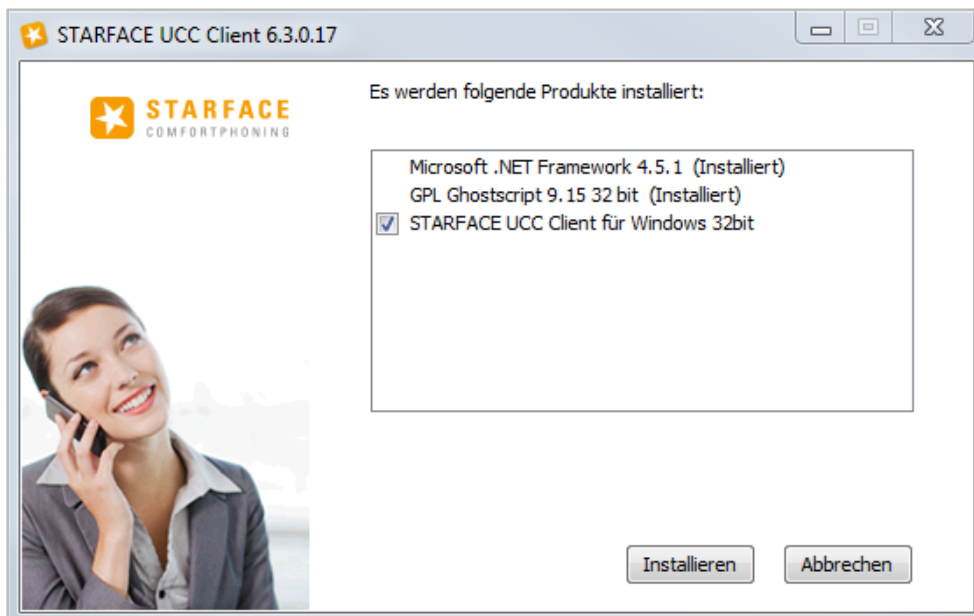 STARFACE UCC Client 6.3.0.17
STARFACE
COMFORTPHONING
Es werden folgende Produkte installiert:
Microsoft .NET Framework 4.5.1 (Installiert)
GPL Ghostscript 9.15 32 bit (Installiert)
STARFACE UCC Client für Windows 32bit
Installieren
Abbrechen